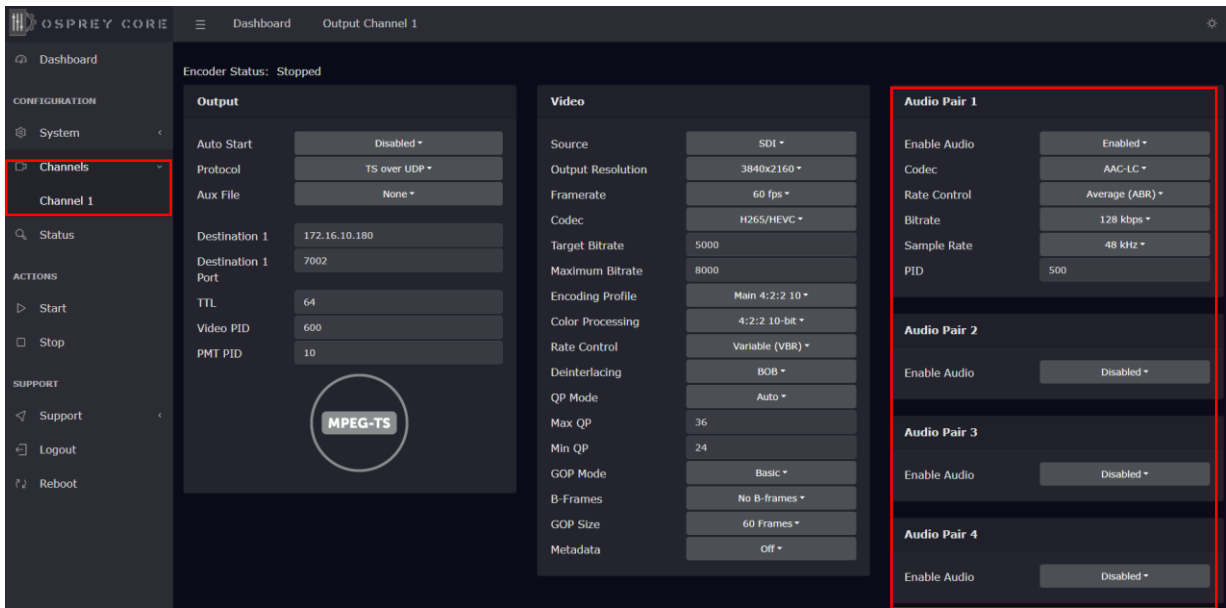 OSPREY CORE
Dashboard
Output Channel 1
Dashboard
CONFIGURATION
System
Channels
Channel 1
Status
ACTIONS
Start
Stop
SUPPORT
Support
Logout
Reboot
Encoder Status: Stopped
Output
Auto Start Disabled
Protocol TS over UDP
Aux File None
Destination 1 172.16.10.180
Destination 1 7002
Port
TTL 64
Video PID 600
PMT PID 10
MPEG-TS
Video
Source SDI
Output Resolution 3840x2160
Framerate 60 fps
Codec H265/HEVC
Target Bitrate 5000
Maximum Bitrate 8000
Encoding Profile Main 4:2:2 10
Color Processing 4:2:2 10-bit
Rate Control Variable (VBR)
Deinterlacing BOB
QP Mode Auto
Max QP 36
Min QP 24
GOP Mode Basic
B-Frames No B-frames
GOP Size 60 Frames
Metadata Off
Audio Pair 1
Enable Audio Enabled
Codec AAC-LC
Rate Control Average (ABR)
Bitrate 128 kbps
Sample Rate 48 kHz
PID 500
Audio Pair 2
Enable Audio Disabled
Audio Pair 3
Enable Audio Disabled
Audio Pair 4
Enable Audio Disabled